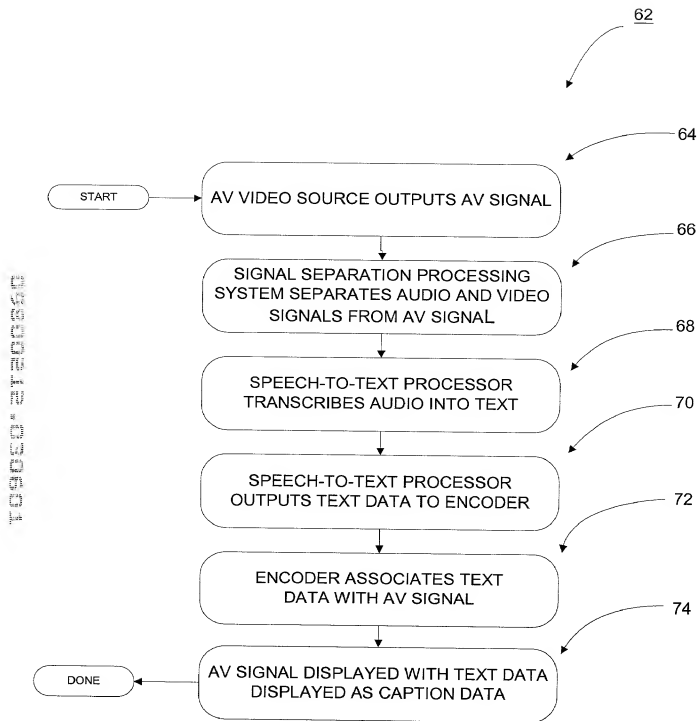 62
64
START
AV VIDEO SOURCE OUTPUTS AV SIGNAL
66
SIGNAL SEPARATION PROCESSING
SYSTEM SEPARATES AUDIO AND VIDEO
SIGNALS FROM AV SIGNAL
68
SPEECH-TO-TEXT PROCESSOR
TRANSCRIBES AUDIO INTO TEXT
70
SPEECH-TO-TEXT PROCESSOR
OUTPUTS TEXT DATA TO ENCODER
72
ENCODER ASSOCIATES TEXT
DATA WITH AV SIGNAL
74
AV SIGNAL DISPLAYED WITH TEXT DATA
DISPLAYED AS CAPTION DATA
DONE